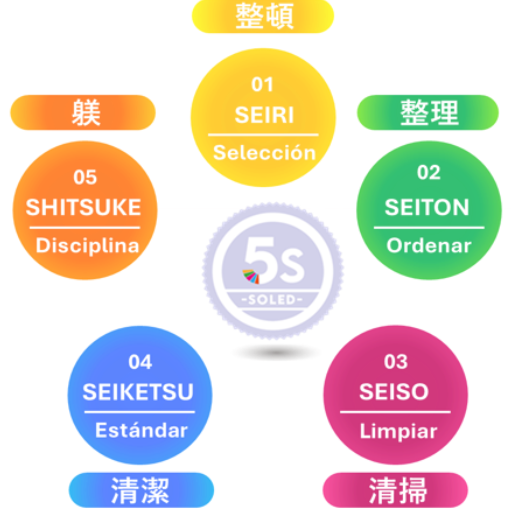 整頓
01
SEIRI
Selección
整理
02
SEITON
Ordenar
清掃
03
SEISO
Limpiar
清潔
04
SEIKETSU
Estándar
躾
05
SHITSUKE
Disciplina
5S
-SOLED-